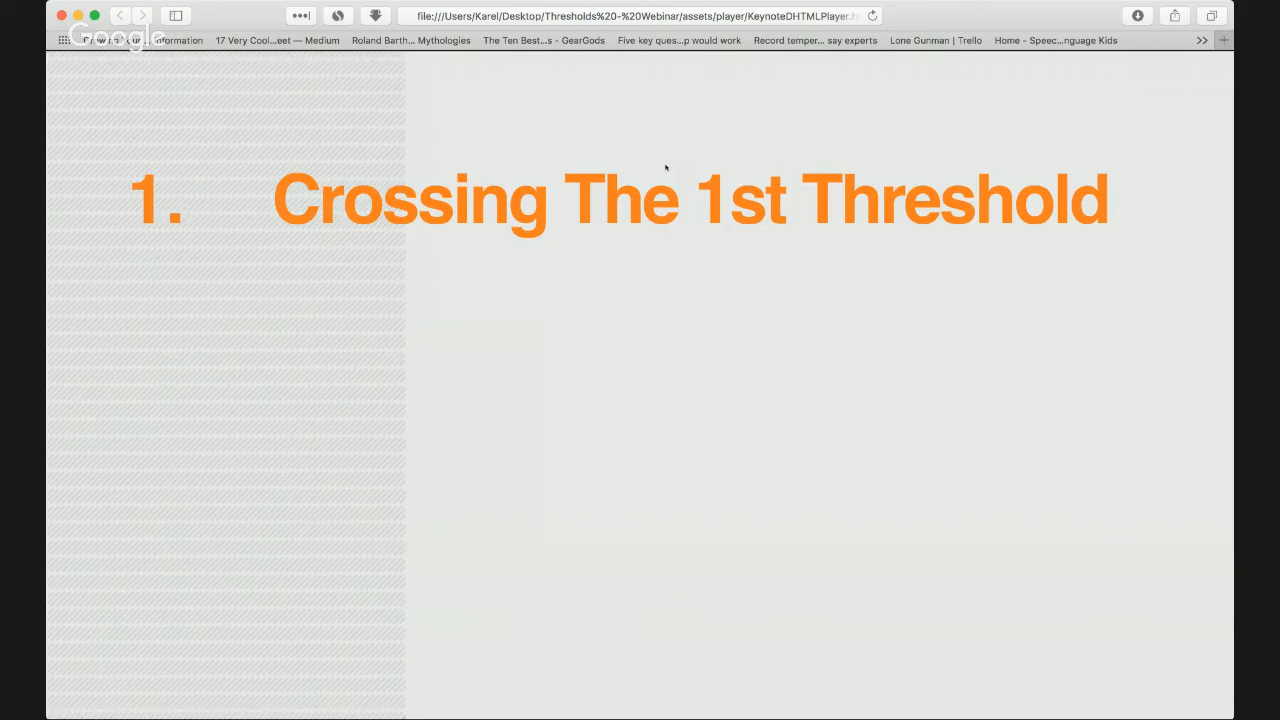 file:///Users/Karel/Desktop/Thresholds%20-%20Webinar/assets/player/KeynoteDHTMLPlayer.h
Google
Information
17 Very Cool...eet — Medium
Roland Barth... Mythologies
The Ten Best...s - GearGods
Five key ques...p would work
Record temper... say experts
Lone Gunman | Trello
Home - Speec...nguage Kids
>>
+
1. Crossing The 1st Threshold